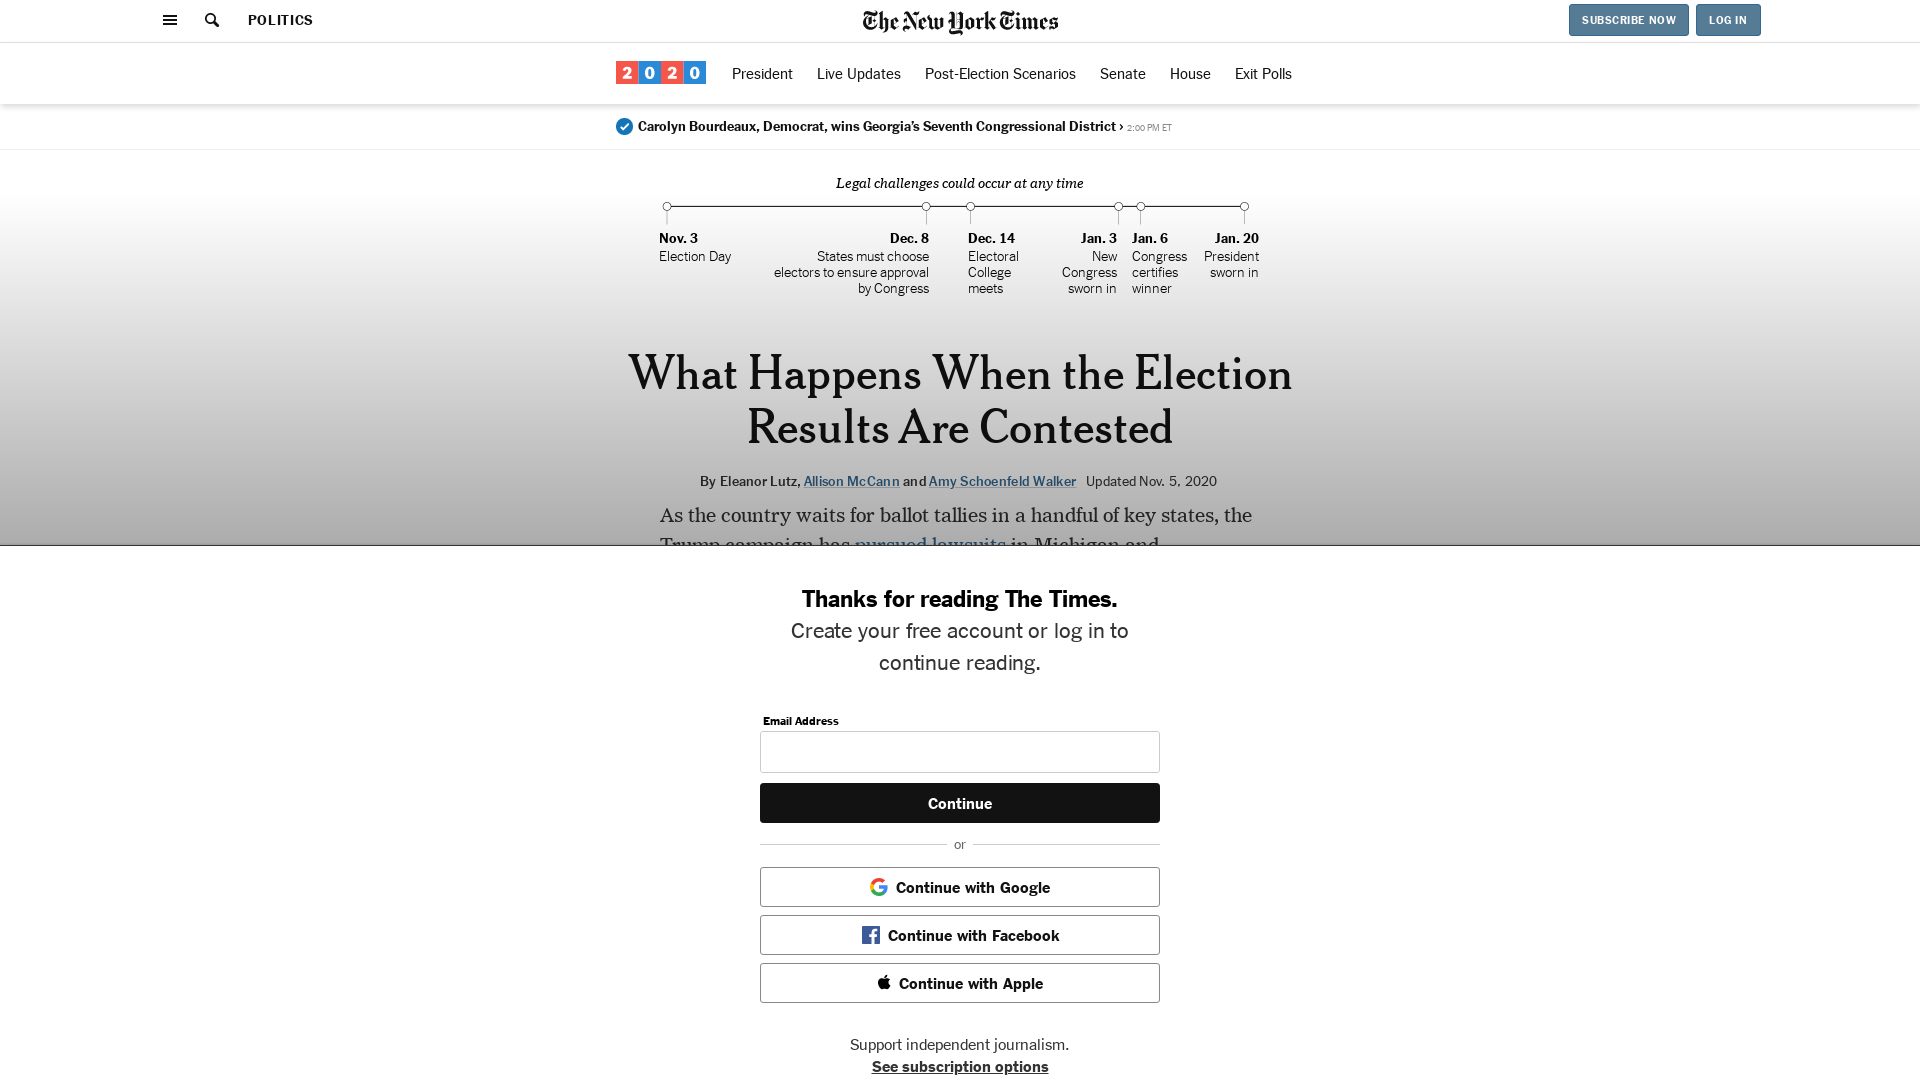 POLITICS
The New York Times
SUBSCRIBE NOW
LOG IN
2020
President
Live Updates
Post-Election Scenarios
Senate
House
Exit Polls
Carolyn Bourdeaux, Democrat, wins Georgia’s Seventh Congressional District › 2:00 PM ET
Legal challenges could occur at any time
Nov. 3
Election Day
Dec. 8
States must choose
electors to ensure approval
by Congress
Dec. 14
Electoral
College
meets
Jan. 3
New
Congress
sworn in
Jan. 6
Congress
certifies
winner
Jan. 20
President
sworn in
What Happens When the Election
Results Are Contested
By Eleanor Lutz, Allison McCann and Amy Schoenfeld Walker Updated Nov. 5, 2020
As the country waits for ballot tallies in a handful of key states, the
Trump campaign has pursued lawsuits in Michigan and
Thanks for reading The Times.
Create your free account or log in to
continue reading.
Email Address
Continue
or
Continue with Google
Continue with Facebook
Continue with Apple
Support independent journalism.
See subscription options